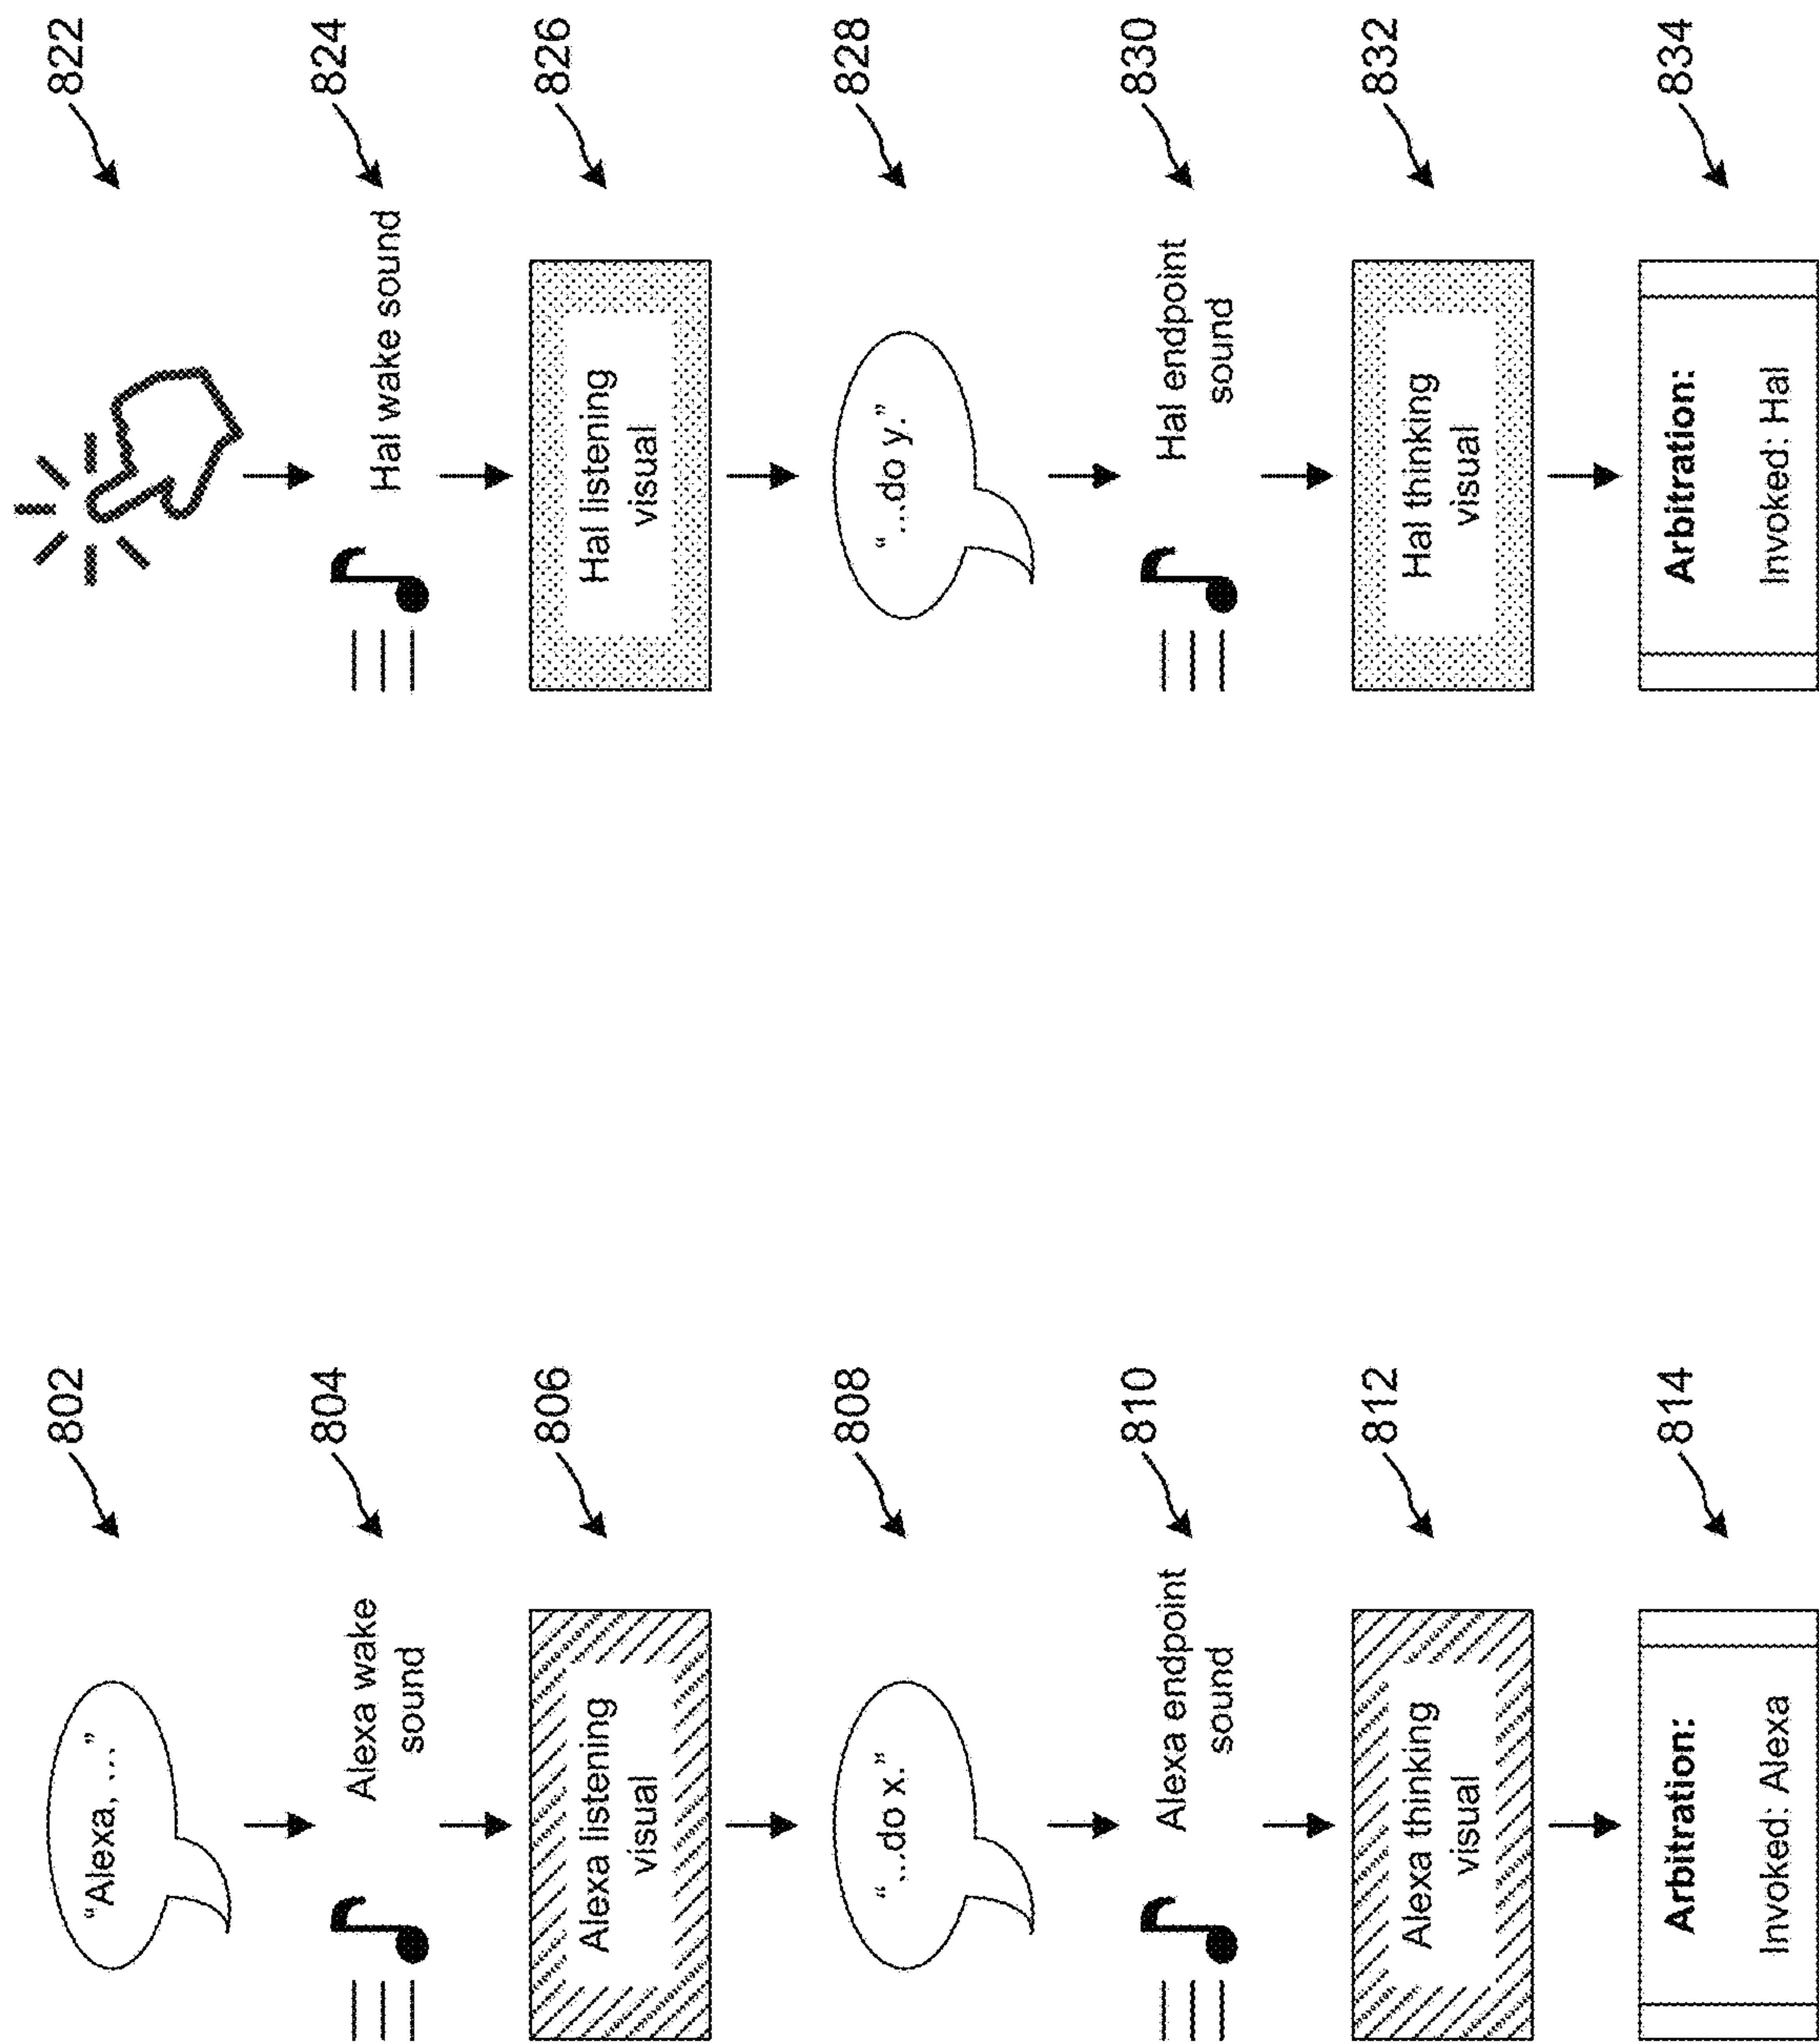 802
"Alexa, ..."
804
Alexa wake
sound
806
Alexa listening
visual
808
"...do x."
810
Alexa endpoint
sound
812
Alexa thinking
visual
814
Arbitration:
Invoked: Alexa
822
824
Hal wake sound
826
Hal listening
visual
828
"...do y."
830
Hal endpoint
sound
832
Hal thinking
visual
834
Arbitration:
Invoked: Hal